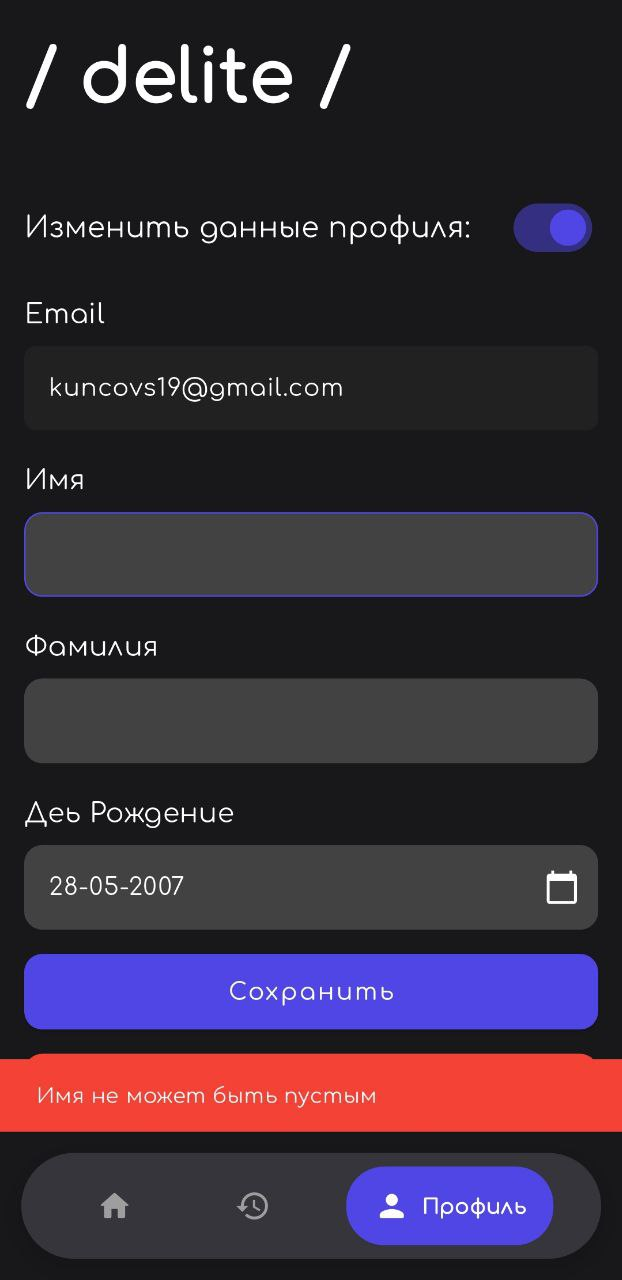 / delite /
Изменить данные профиля:
Email
kuncovs19@gmail.com
Имя
Фамилия
Деь Рождение
28-05-2007
Сохранить
Имя не может быть пустым
Профиль